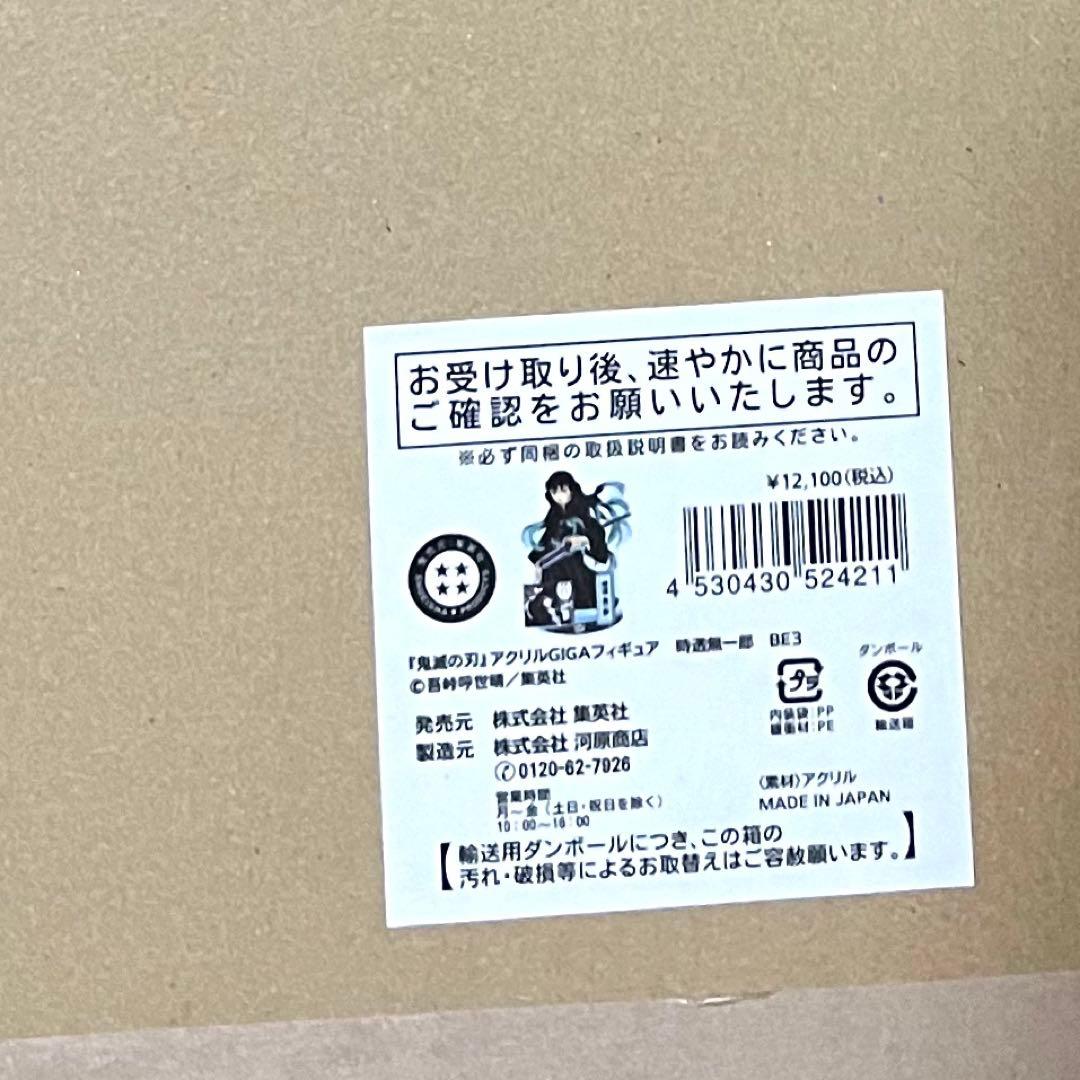 お受け取り後、速やかに商品の
ご確認をお願いいたします。
※必ず同梱の取扱説明書をお読みください。
¥12,100(税込)
4 530430 524211
『鬼滅の刃』アクリルGIGAフィギュア 時透無一郎 BE3
©吾峠呼世晴/集英社
発売元 株式会社 集英社
製造元 株式会社 河原商店
0120-62-7926
営業時間
月〜金(土日・祝日を除く)
10:00〜16:00
プラ
内装袋:PP
緩衝材:PE
ダンボール
輸送箱
〈素材〉アクリル
MADE IN JAPAN
【輸送用ダンボールにつき、この箱の
汚れ・破損等によるお取替えはご容赦願います。】